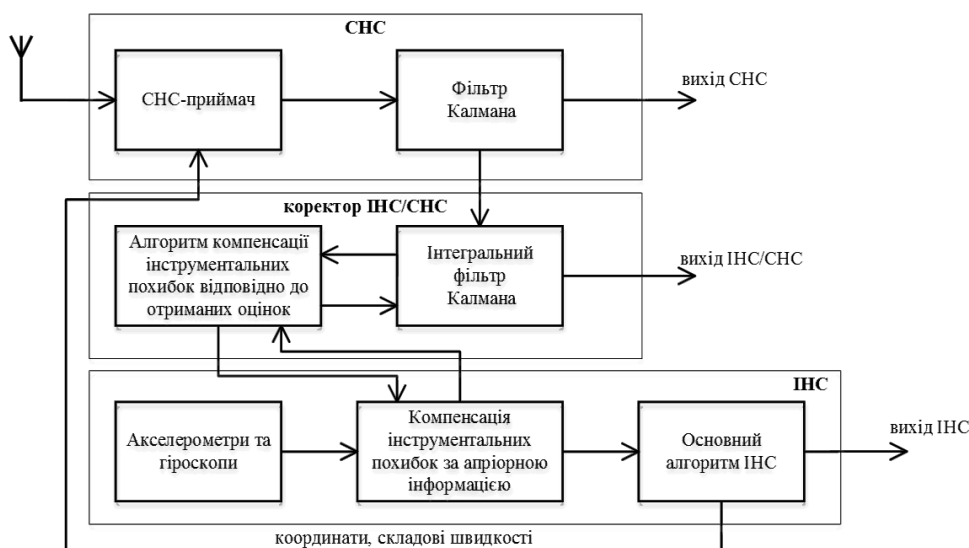 СНС
СНС-приймач
Фільтр
Калмана
вихід СНС
коректор ІНС/СНС
Алгоритм компенсації
інструментальних
похибок відповідно до
отриманих оцінок
Інтегральний
фільтр
Калмана
вихід ІНС/СНС
ІНС
Акселерометри та
гіроскопи
Компенсація
інструментальних
похибок за апріорною
інформацією
Основний
алгоритм ІНС
вихід ІНС
координати, складові швидкості